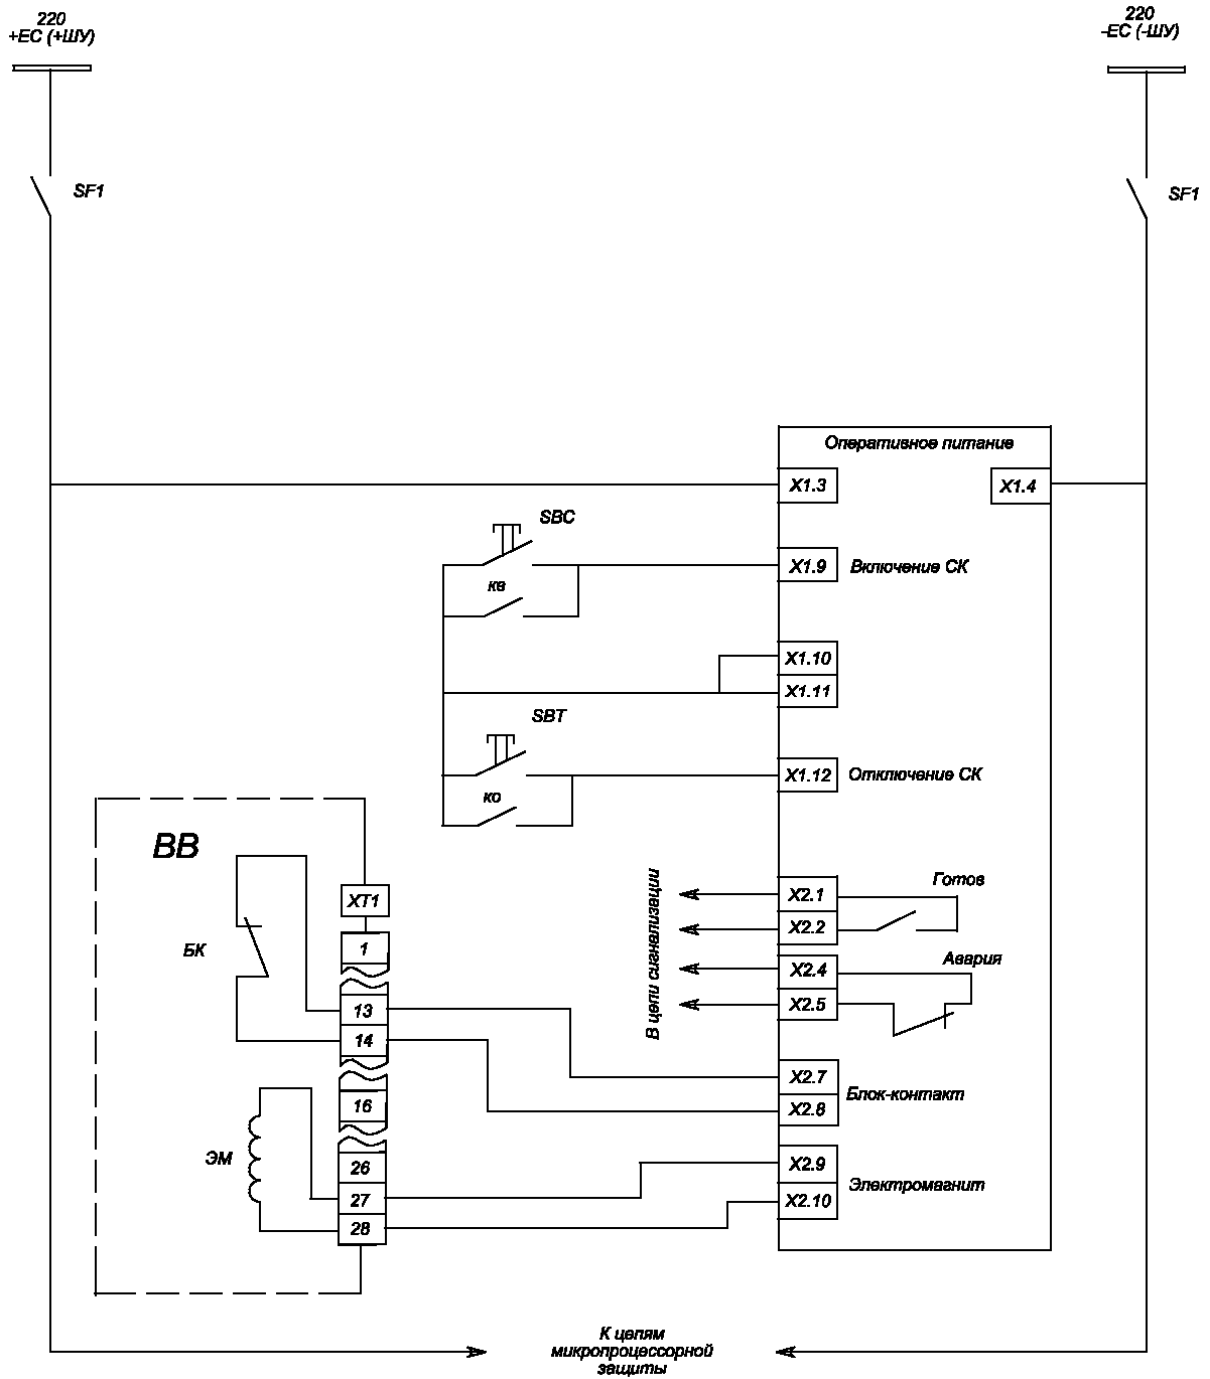 220
+ЕС (+ШУ)
220
-ЕС (-ШУ)
SF1
SF1
Оперативное питание
X1.3
X1.4
SBC
X1.9
Включение СК
кв
X1.10
X1.11
SBT
X1.12
Отключение СК
ко
ВВ
XT1
1
БК
13
14
16
ЭМ
26
27
28
В цепи сигнализации
X2.1
Готов
X2.2
X2.4
Авария
X2.5
X2.7
Блок-контакт
X2.8
X2.9
Электромагнит
X2.10
К цепям
микропроцессорной
защиты